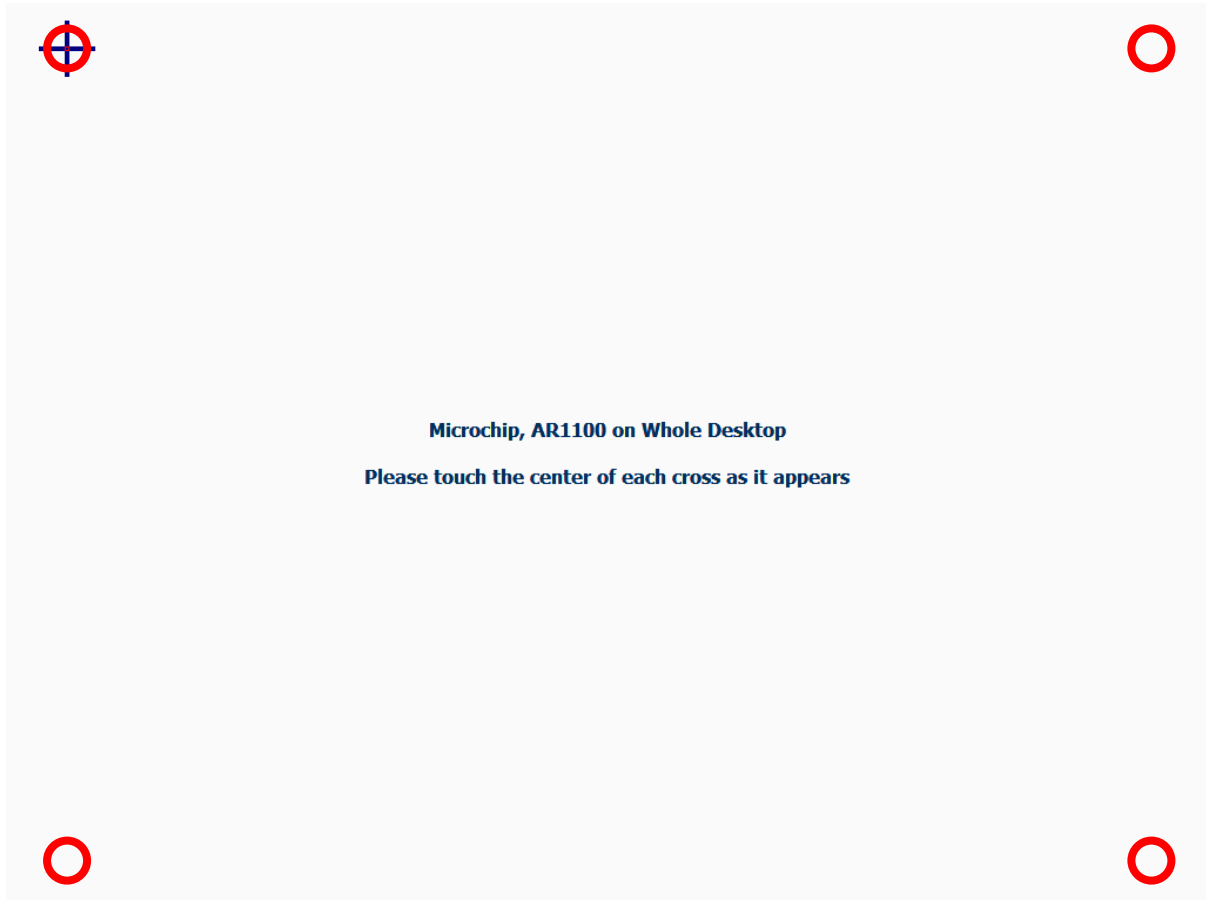 Microchip, AR1100 on Whole Desktop
Please touch the center of each cross as it appears